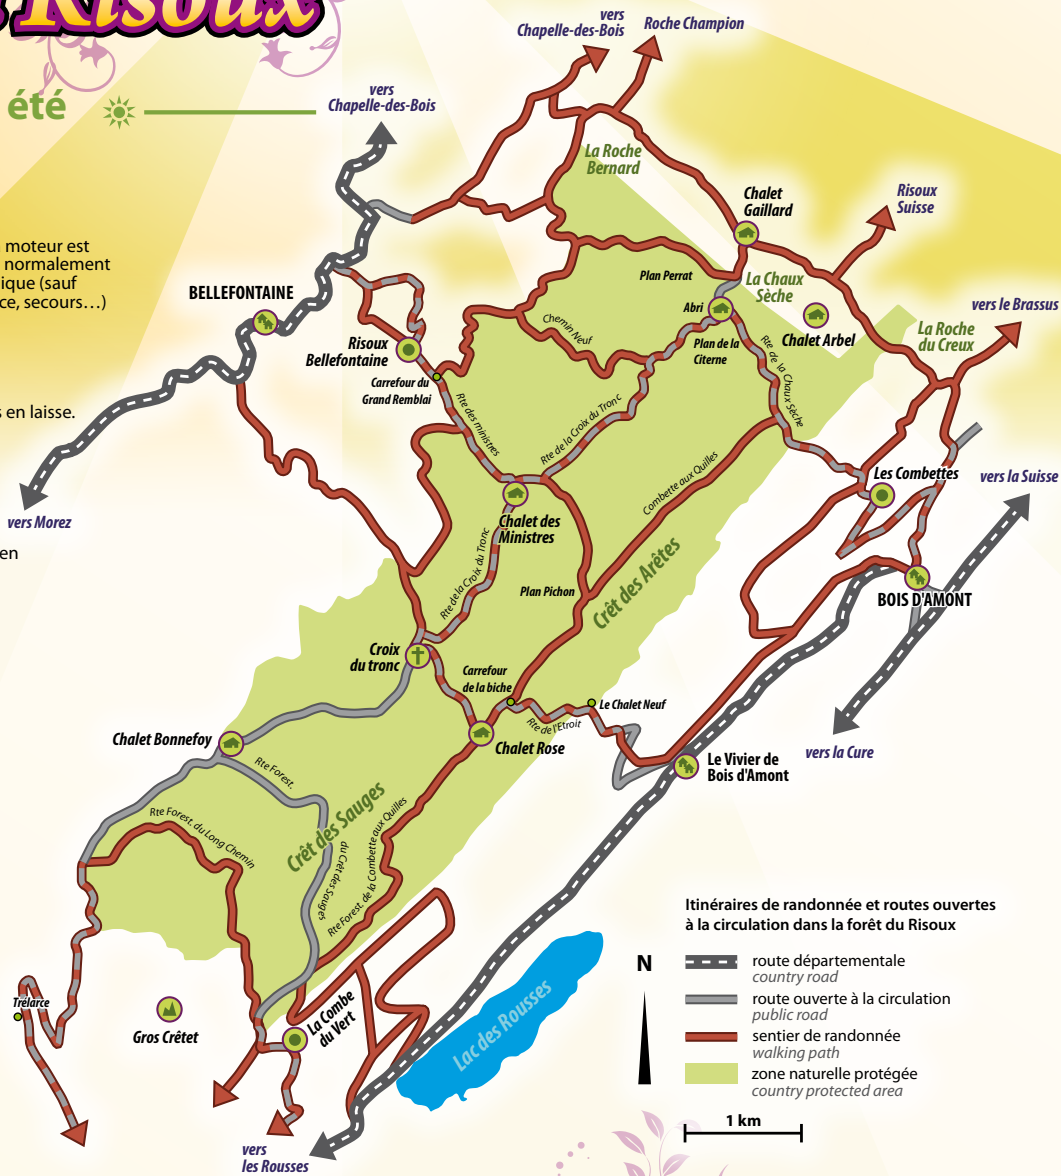 Risoux
été
moteur est
normalement
ique (sauf
ce, secours…)
s en laisse.
en
vers
Chapelle-des-Bois
Roche Champion
vers
Chapelle-des-Bois
La Roche
Bernard
Chalet
Gaillard
Risoux
Suisse
BELLEFONTAINE
Plan Perrat
La Chaux
Sèche
Abri
Chalet Arbel
vers le Brassus
La Roche
du Creux
Chemin Neuf
Plan de la
Citerne
Rte de la Chaux Sèche
Risoux
Bellefontaine
Carrefour du
Grand Remblai
Rte des ministres
Rte de la Croix du Tronc
Combette aux Quilles
Les Combettes
vers la Suisse
vers Morez
Chalet des
Ministres
Rte de la Croix du Tronc
Plan Pichon
Crêt des Arêtes
BOIS D'AMONT
Croix
du tronc
Carrefour
de la biche
Le Chalet Neuf
Rte de l'Etroit
Chalet Rose
vers la Cure
Le Vivier de
Bois d'Amont
Chalet Bonnefoy
Rte Forest.
du Crêt des Sauges
Crêt des Sauges
Rte Forest. du Long Chemin
Rte Forest. de la Combette aux Quilles
Trélarce
Gros Crêtet
La Combe
du Vert
Lac des Rousses
vers
les Rousses
Itinéraires de randonnée et routes ouvertes
à la circulation dans la forêt du Risoux
N
route départementale
country road
route ouverte à la circulation
public road
sentier de randonnée
walking path
zone naturelle protégée
country protected area
1 km